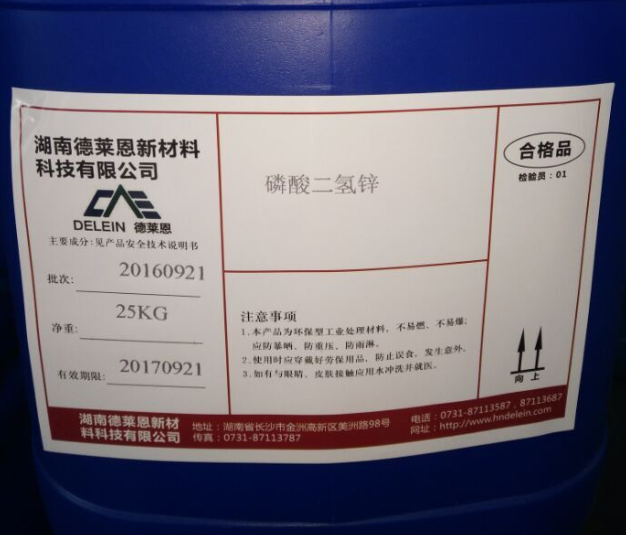 湖南德莱恩新材料
科技有限公司
DELEIN 德莱恩
主要成分:见产品安全技术说明书
批次: 20160921
净重: 25KG
有效期限: 20170921
磷酸二氢锌
注意事项
1.本产品为环保型工业处理材料,不易燃、不易爆;
应防暴晒、防重压、防雨淋。
2.使用时应穿戴好劳保用品,防止误食,发生意外。
3.如有与眼睛、皮肤接触应用水冲洗并就医。
合格品
检验员:01
向 上
湖南德莱恩新材
料科技有限公司
地址:湖南省长沙市金洲高新区美洲路98号
传真:0731-87113787
电话:0731-87113587,87113687
网址:http://www.hndelein.com